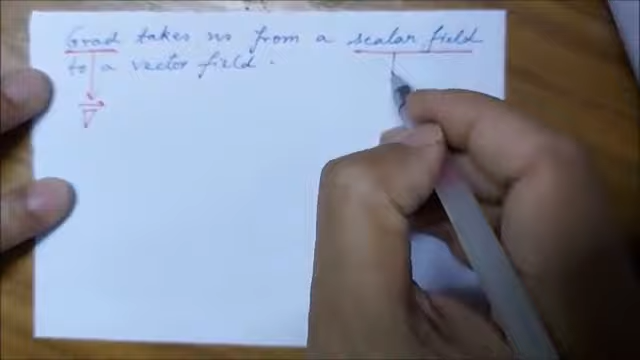 Grad takes us from a scalar field
to a vector field.
∇⃗